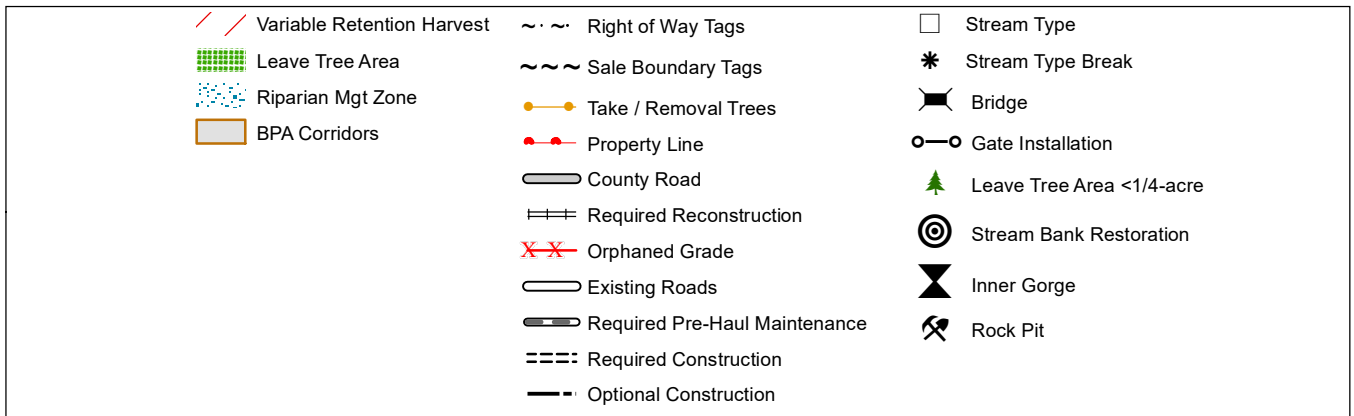 Variable Retention Harvest
Leave Tree Area
Riparian Mgt Zone
BPA Corridors
Right of Way Tags
Sale Boundary Tags
Take / Removal Trees
Property Line
County Road
Required Reconstruction
X X Orphaned Grade
Existing Roads
Required Pre-Haul Maintenance
Required Construction
Optional Construction
Stream Type
Stream Type Break
Bridge
Gate Installation
Leave Tree Area <1/4-acre
Stream Bank Restoration
Inner Gorge
Rock Pit